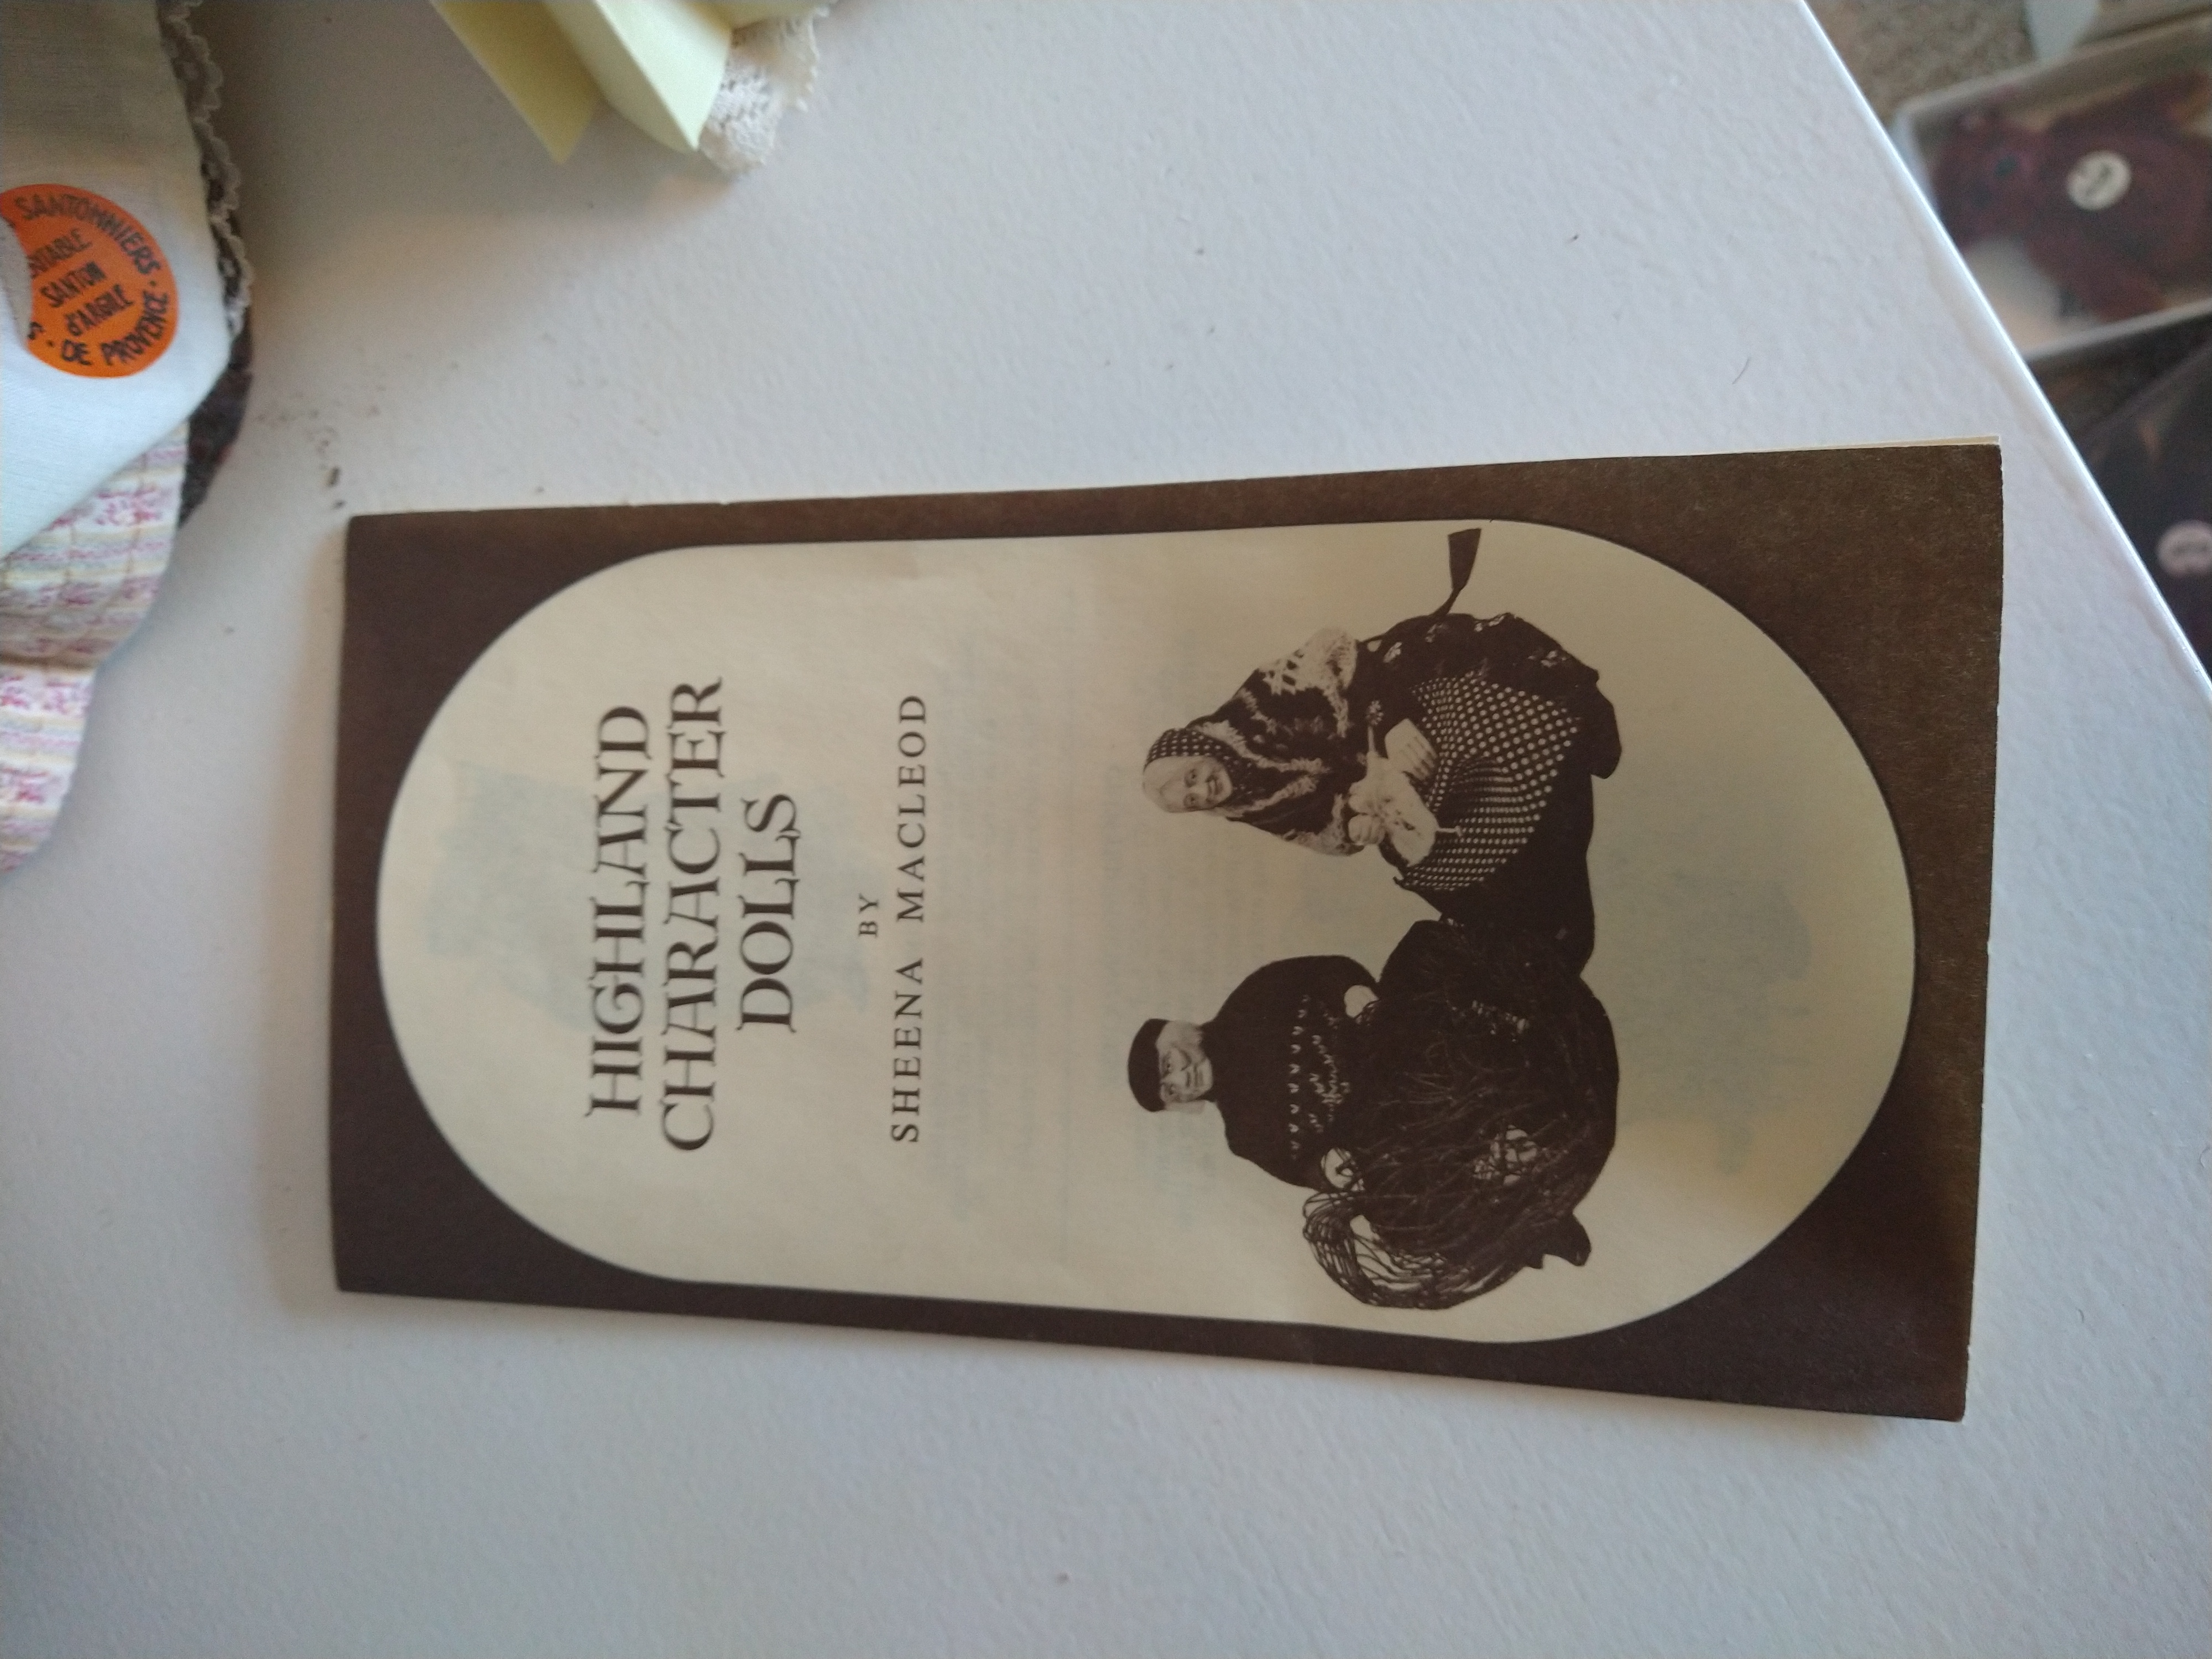 HIGHLAND
CHARACTER
DOLLS
BY
SHEENA MACLEOD
SANTONNIERS
SANTON
d'ARGILE
DE PROVENCE